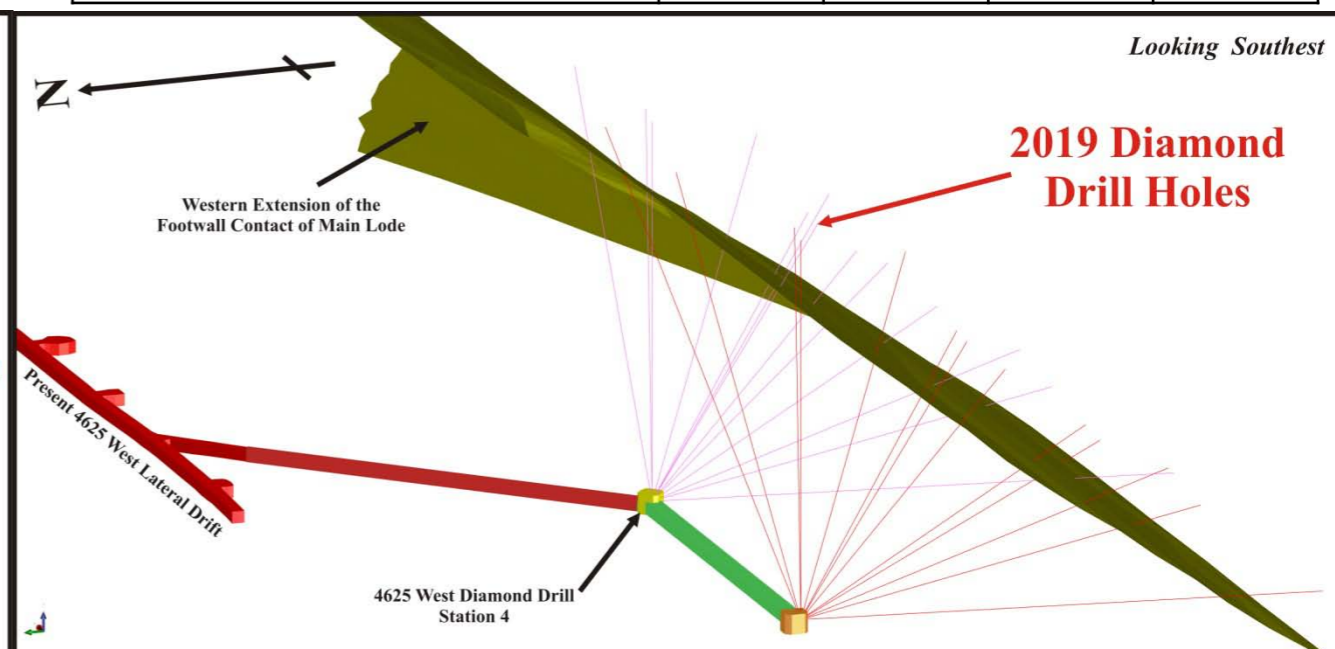 Looking Southest
N
2019 Diamond
Drill Holes
Western Extension of the
Footwall Contact of Main Lode
Present 4625 West Lateral Drift
4625 West Diamond Drill
Station 4